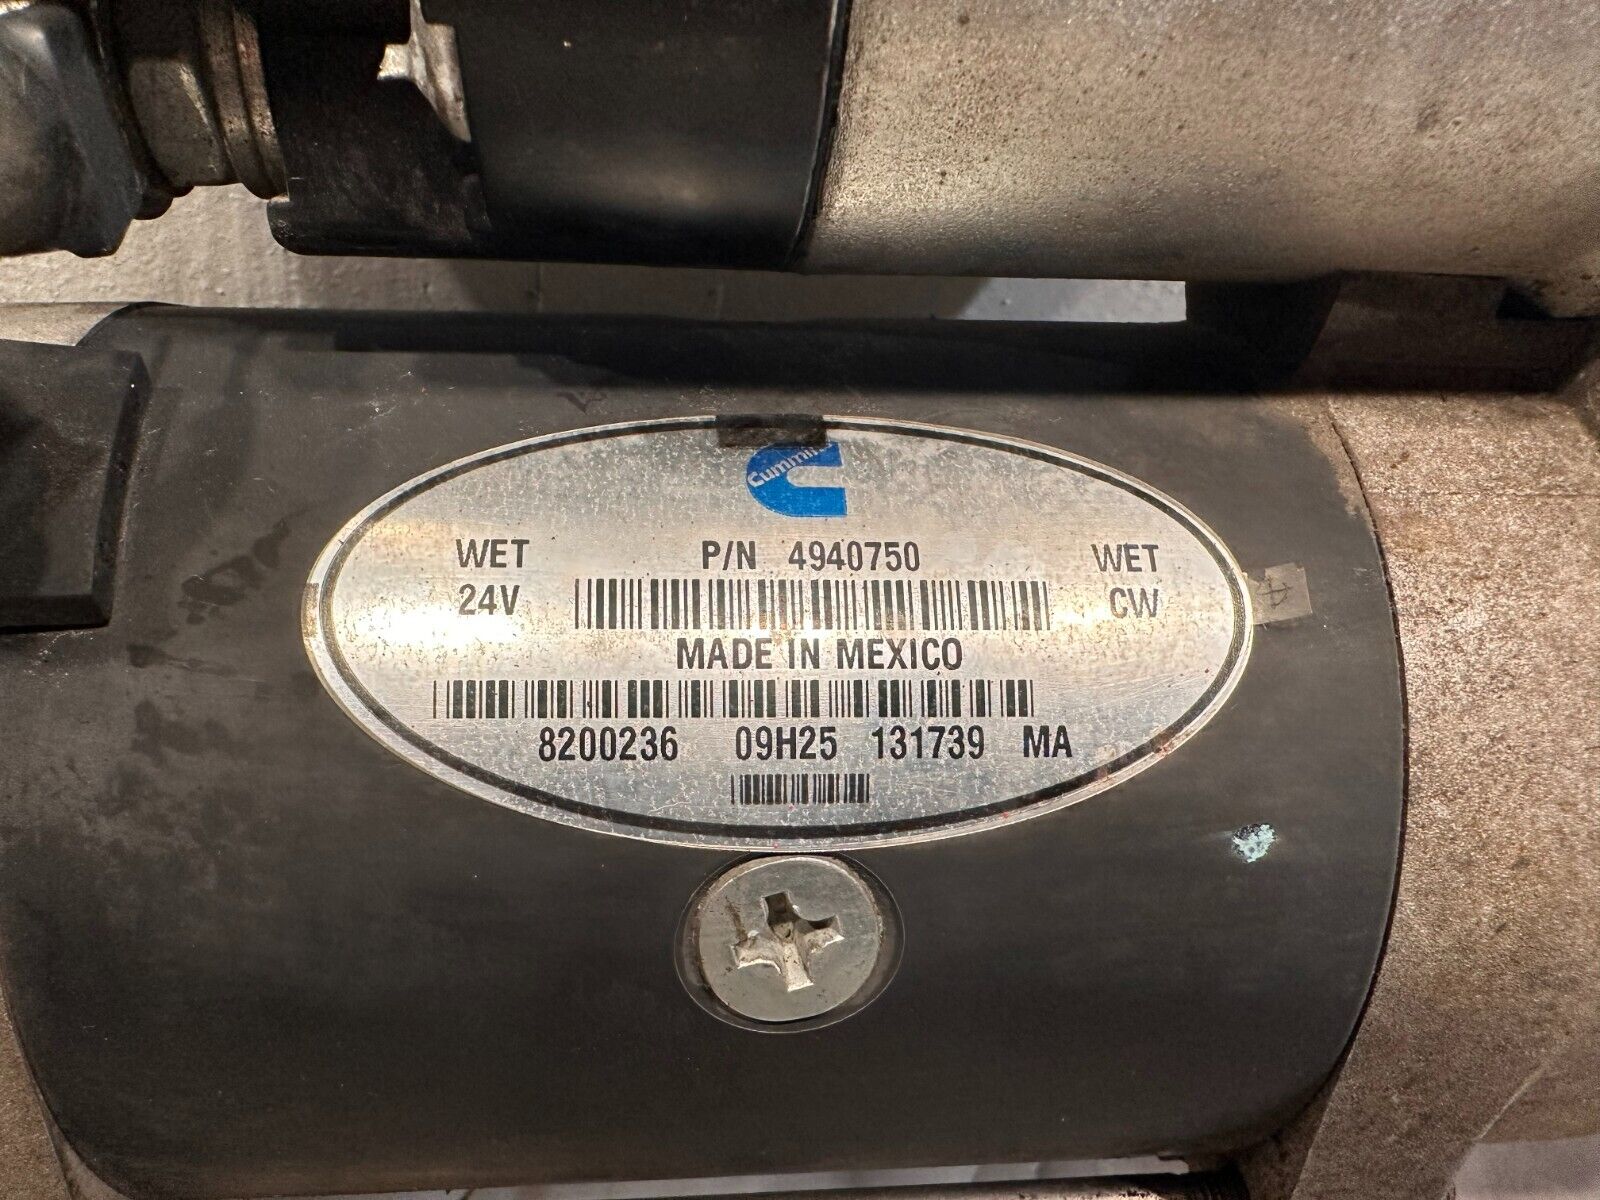 Cummins
WET P/N 4940750 WET
24V CW
MADE IN MEXICO
8200236 09H25 131739 MA